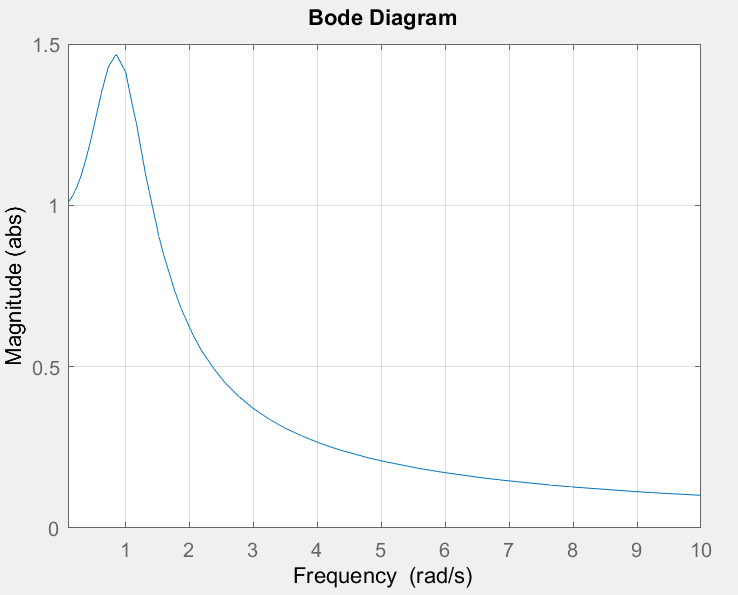 Bode Diagram
1.5
1
0.5
0
Magnitude (abs)
1 2 3 4 5 6 7 8 9 10
Frequency (rad/s)